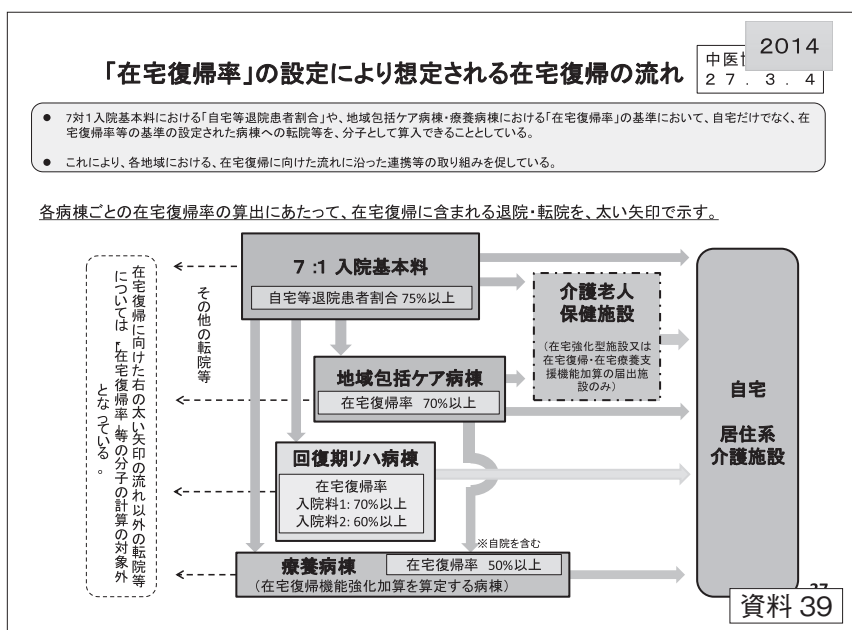 「在宅復帰率」の設定により想定される在宅復帰の流れ
中医
27．3．4
2014
● 7対1入院基本料における「自宅等退院患者割合」や、地域包括ケア病棟・療養病棟における「在宅復帰率」の基準において、自宅だけでなく、在
宅復帰率等の基準の設定された病棟への転院等を、分子として算入できることとしている。
● これにより、各地域における、在宅復帰に向けた流れに沿った連携等の取り組みを促している。
各病棟ごとの在宅復帰率の算出にあたって、在宅復帰に含まれる退院・転院を、太い矢印で示す。
在宅復帰に向けた右の太い矢印の流れ以外の転院等
については「在宅復帰率」等の分子の計算の対象外
となっている。
その他の転院等
7:1 入院基本料
自宅等退院患者割合 75%以上
介護老人
保健施設
（在宅強化型施設又は
在宅復帰・在宅療養支
援機能加算の届出施
設のみ）
地域包括ケア病棟
在宅復帰率 70%以上
回復期リハ病棟
在宅復帰率
入院料1: 70%以上
入院料2: 60%以上
※自院を含む
療養病棟
在宅復帰率 50%以上
（在宅復帰機能強化加算を算定する病棟）
自宅
居住系
介護施設
資料 39